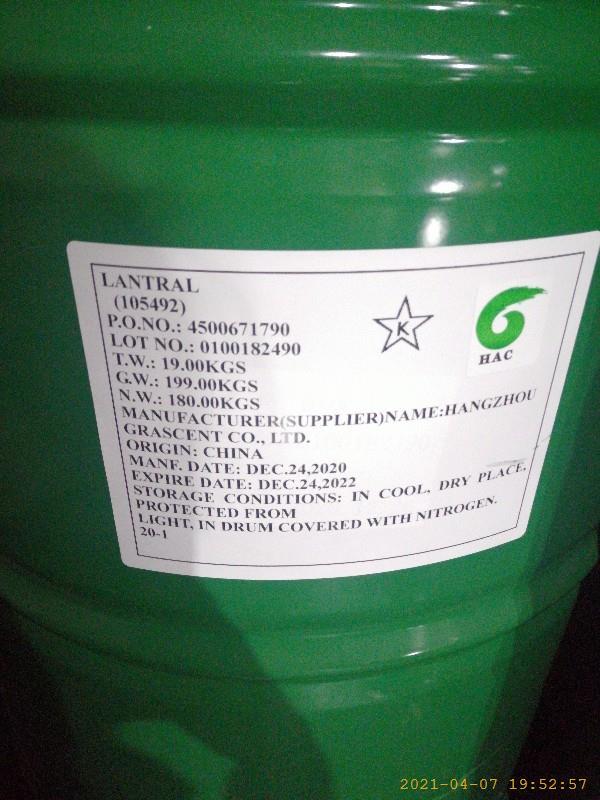 LANTRAL
(105492)
P.O.NO.: 4500671790
LOT NO.: 0100182490
T.W.: 19.00KGS
G.W.: 199.00KGS
N.W.: 180.00KGS
MANUFACTURER(SUPPLIER)NAME:HANGZHOU
GRASCENT CO., LTD.
ORIGIN: CHINA
MANF. DATE: DEC.24,2020
EXPIRE DATE: DEC.24,2022
STORAGE CONDITIONS: IN COOL, DRY PLACE,
PROTECTED FROM
LIGHT, IN DRUM COVERED WITH NITROGEN.
20-1
K
HAC
2021-04-07 19:52:57